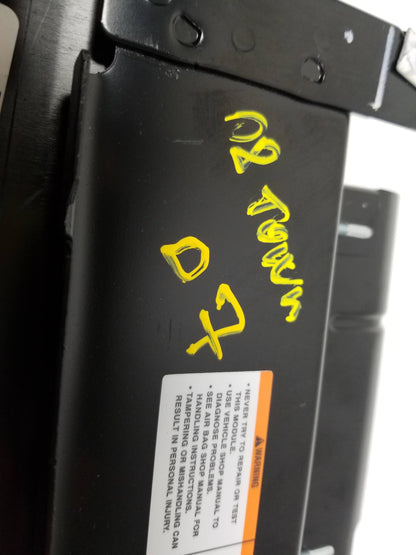 08 TOWN
D
⚠ WARNING
• NEVER TRY TO REPAIR OR TEST
THIS MODULE.
• USE VEHICLE SHOP MANUAL TO
DIAGNOSE PROBLEMS.
• SEE AIR BAG SHOP MANUAL FOR
HANDLING INSTRUCTIONS.
• TAMPERING OR MISHANDLING CAN
RESULT IN PERSONAL INJURY.